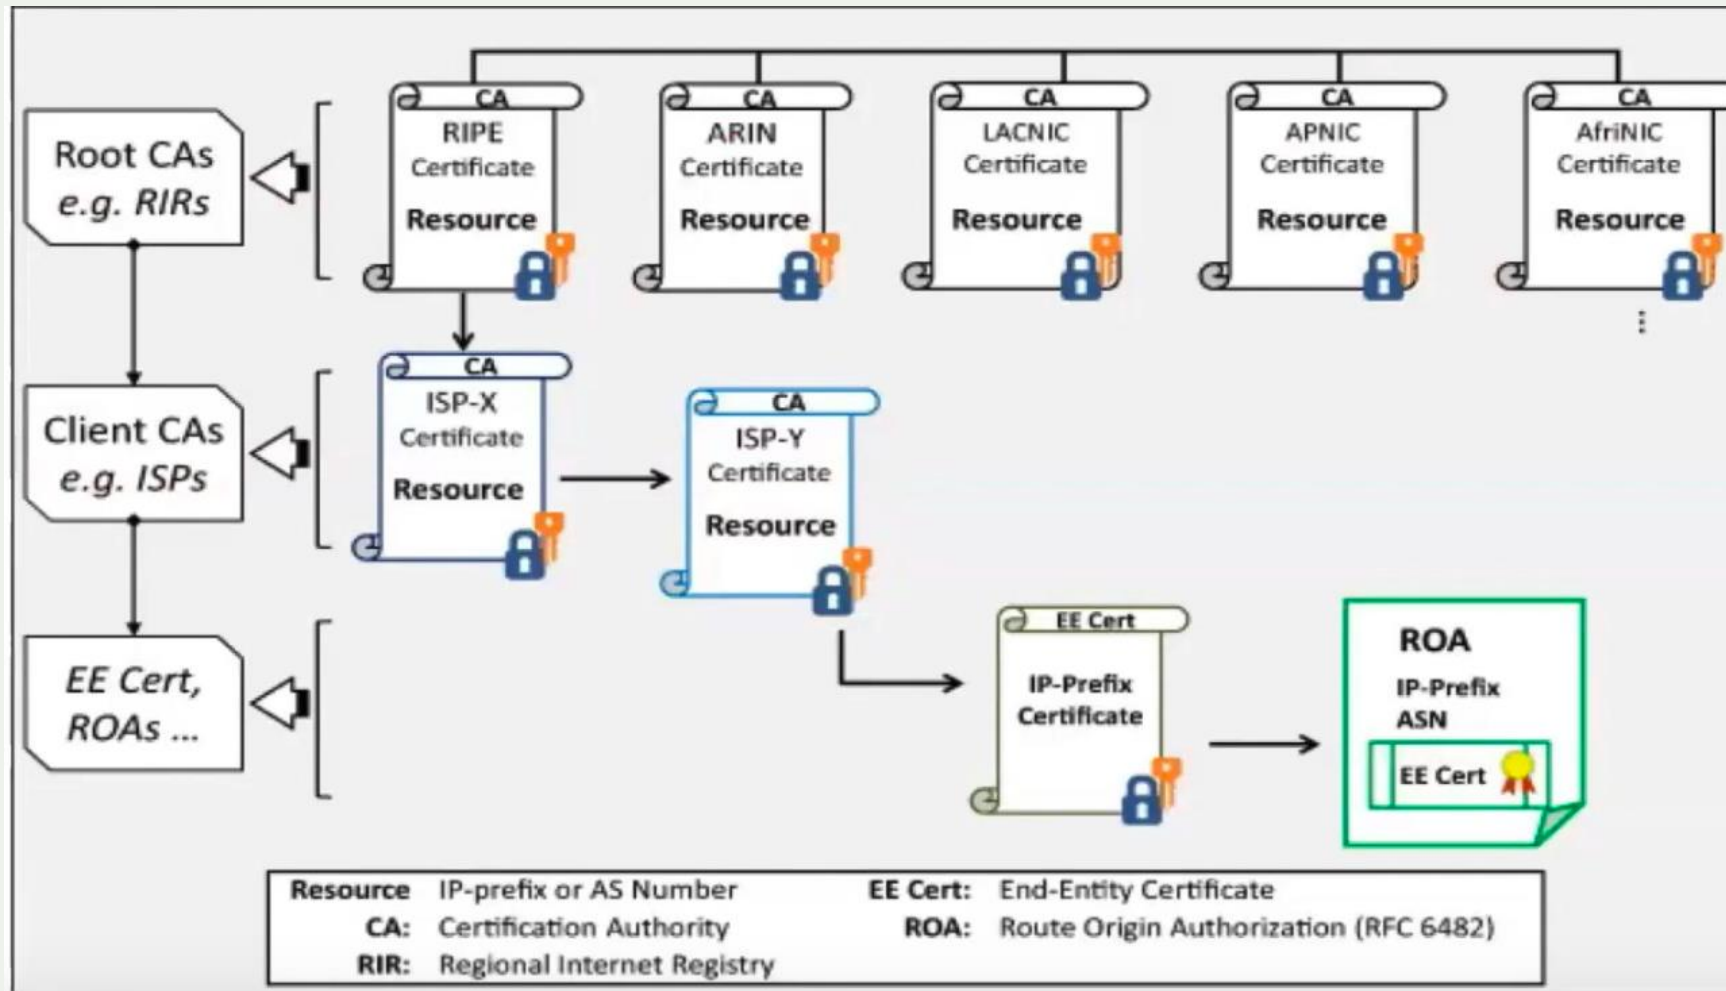 CA
RIPE
Certificate
Resource
CA
ARIN
Certificate
Resource
CA
LACNIC
Certificate
Resource
CA
APNIC
Certificate
Resource
CA
AfriNIC
Certificate
Resource
Root CAs
e.g. RIRs
⋮
Client CAs
e.g. ISPs
CA
ISP-X
Certificate
Resource
CA
ISP-Y
Certificate
Resource
EE Cert,
ROAs ...
EE Cert
IP-Prefix
Certificate
ROA
IP-Prefix
ASN
EE Cert
Resource IP-prefix or AS Number
CA: Certification Authority
RIR: Regional Internet Registry
EE Cert: End-Entity Certificate
ROA: Route Origin Authorization (RFC 6482)